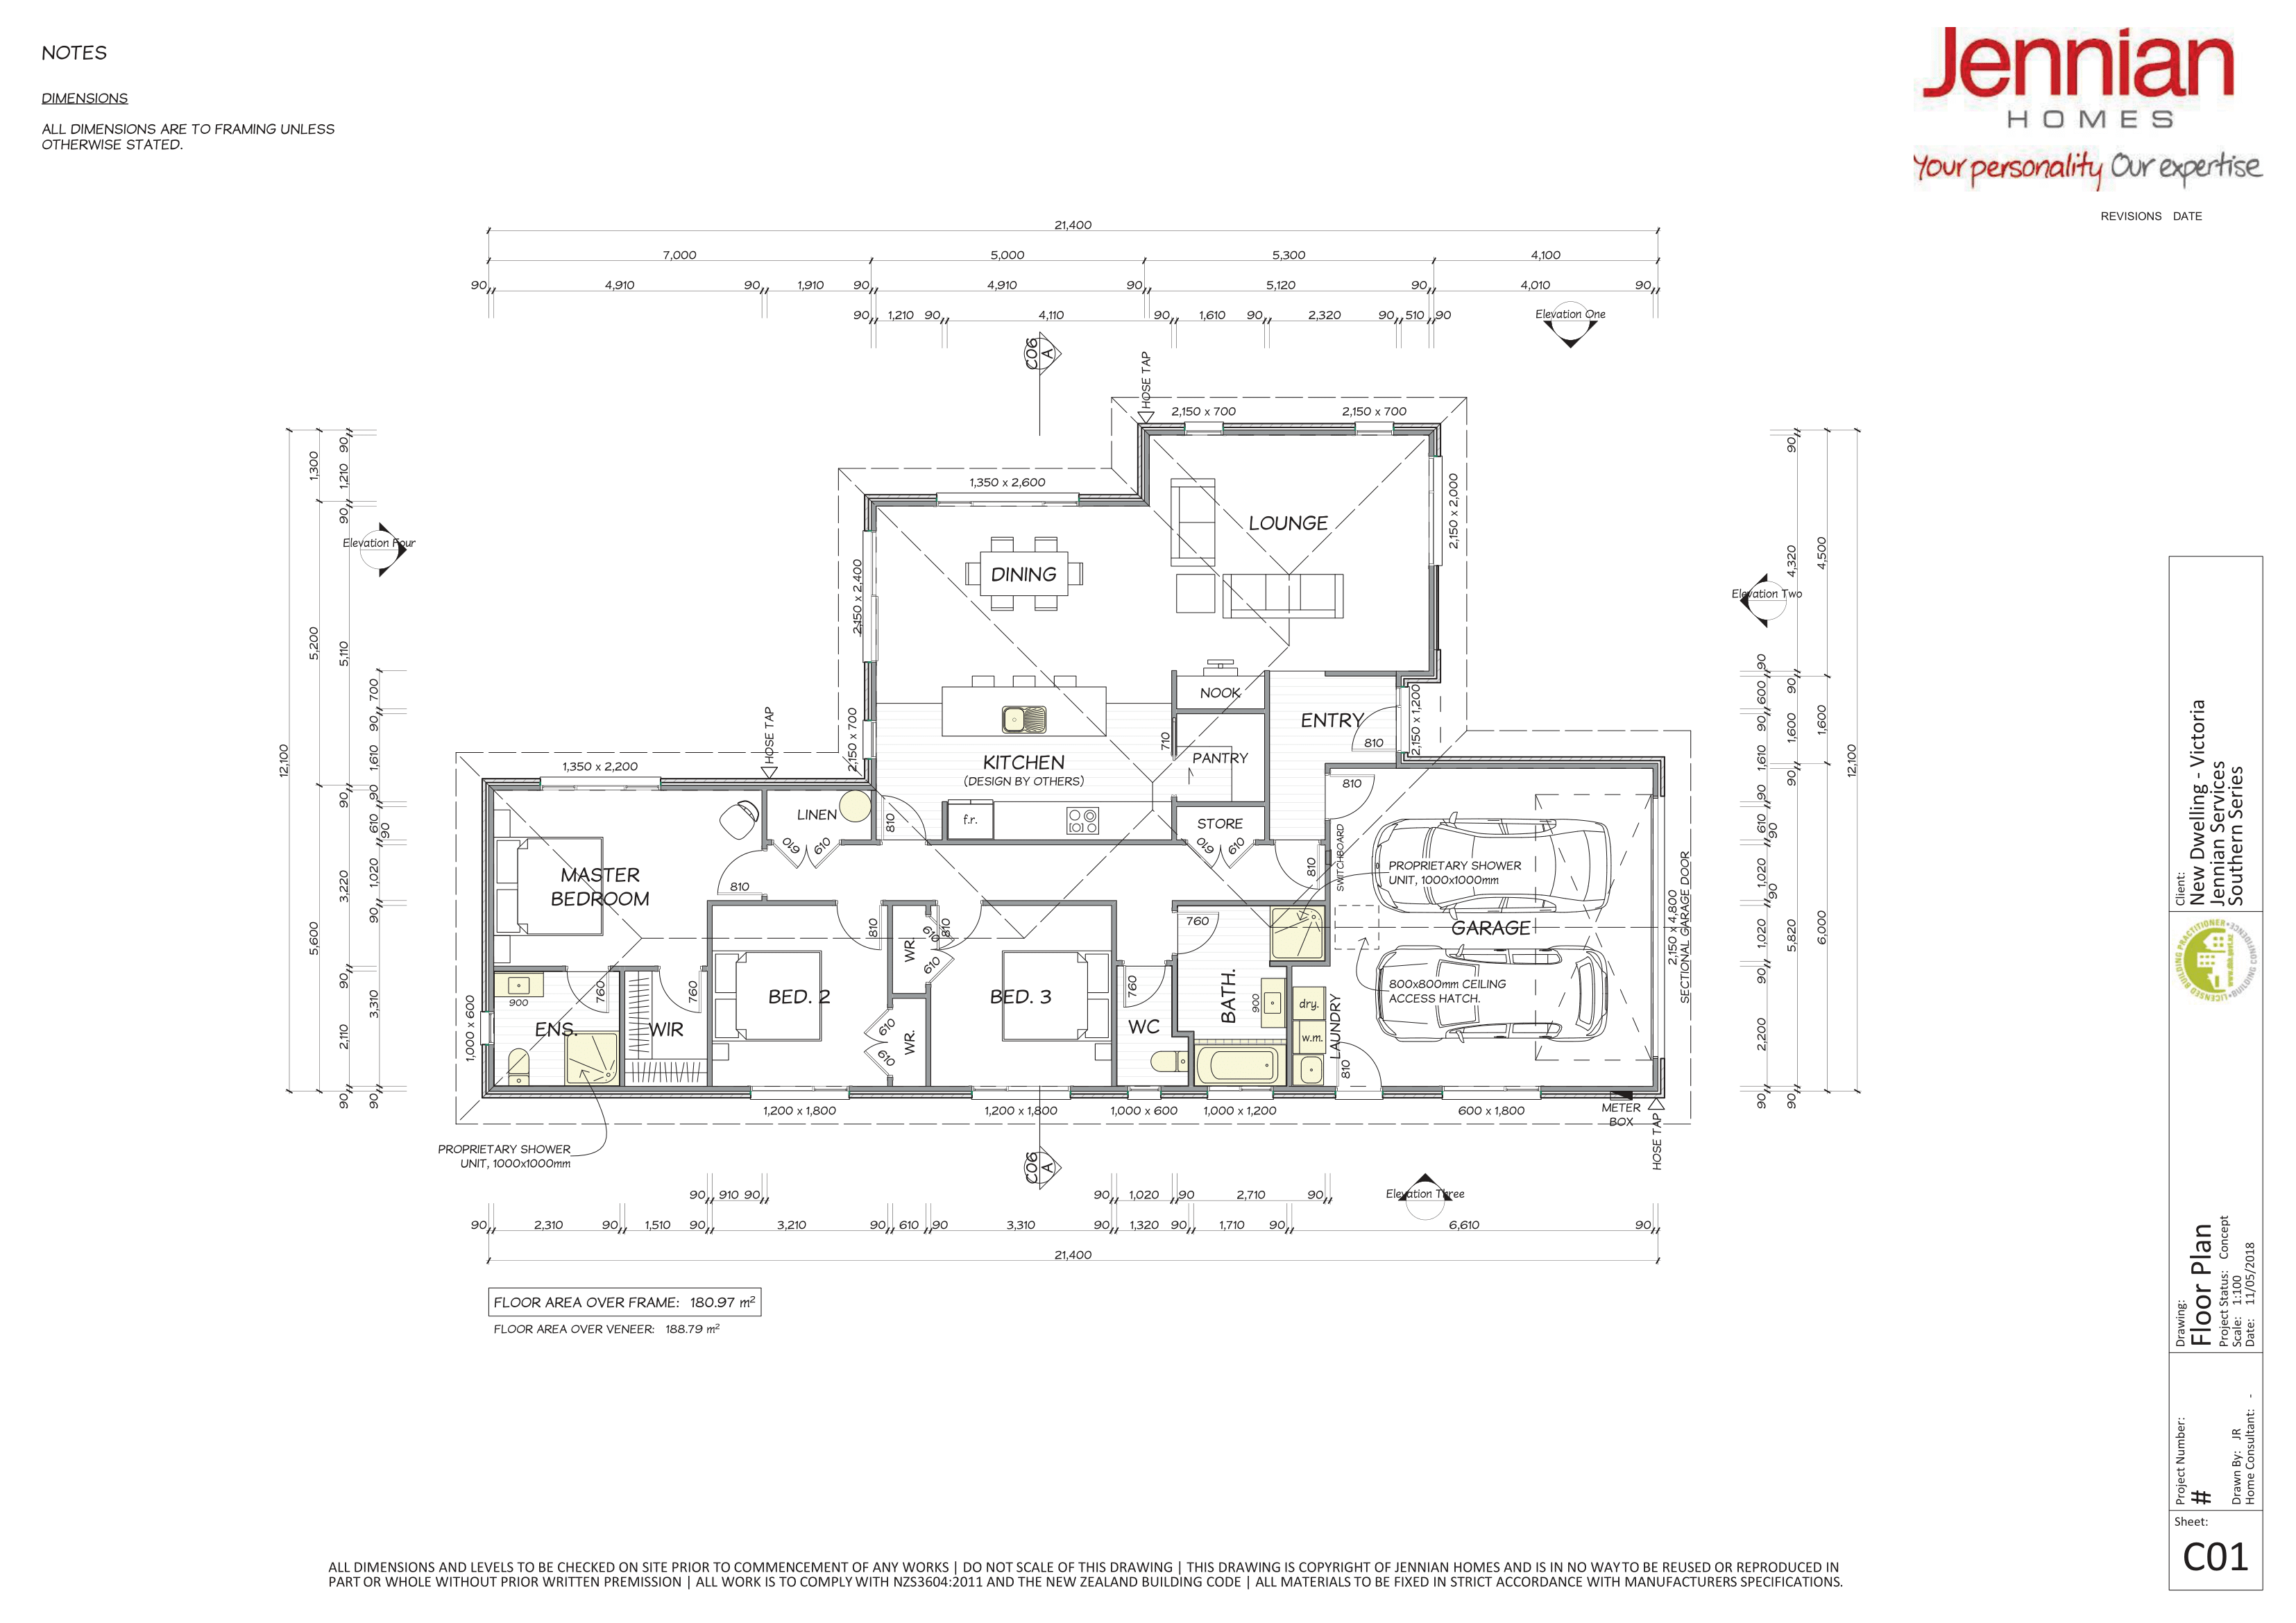 NOTES
DIMENSIONS
ALL DIMENSIONS ARE TO FRAMING UNLESS
OTHERWISE STATED.
Jennian
HOMES
Your personality Our expertise
REVISIONS DATE
21,400
7,000 5,000 5,300 4,100
90 4,910 90 1,910 90 4,910 90 5,120 90 4,010 90
90 1,210 90 4,110 90 1,610 90 2,320 90 510 90
Elevation One
C06
A
HOSE TAP
2,150 x 700
2,150 x 700
1,350 x 2,600
2,150 x 2,000
LOUNGE
DINING
2,150 x 2,400
Elevation Four
Elevation Two
12,100
1,300
5,200
5,600
90
1,210
90
5,110
90
3,220
90
2,110
90
700
90
1,610
90
610
90
1,020
90
3,310
90
90
4,320
90
1,600
90
5,820
90
4,500
1,600
6,000
12,100
90
600
90
1,610
90
610
90
1,020
90
1,020
90
2,200
90
NOOK
ENTRY
2,150 x 1,200
810
HOSE TAP
2,150 x 700
710
KITCHEN
(DESIGN BY OTHERS)
PANTRY
1,350 x 2,200
810
LINEN
810
f.r.
STORE
610
610
610
610
810
SWITCHBOARD
PROPRIETARY SHOWER
UNIT, 1000x1000mm
MASTER
BEDROOM
810
810
WR.
610
810
610
760
GARAGE
2,150 x 4,800
SECTIONAL GARAGE DOOR
800x800mm CEILING
ACCESS HATCH.
1,000 x 600
900
760
760
ENS.
WIR
BED. 2
610
610
WR.
BED. 3
760
WC
BATH.
900
dry.
w.m.
LAUNDRY
810
1,200 x 1,800
1,200 x 1,800
1,000 x 600
1,000 x 1,200
600 x 1,800
METER
BOX
HOSE TAP
PROPRIETARY SHOWER
UNIT, 1000x1000mm
C06
A
Elevation Three
90 910 90 90 1,020 90 2,710 90
90 2,310 90 1,510 90 3,210 90 610 90 3,310 90 1,320 90 1,710 90 6,610 90
21,400
FLOOR AREA OVER FRAME: 180.97 m²
FLOOR AREA OVER VENEER: 188.79 m²
Client:
New Dwelling - Victoria
Jennian Services
Southern Series
LICENSED BUILDING PRACTITIONER
BUILDING CONFIDENCE
www.dbh.govt.nz
Drawing:
Floor Plan
Project Status: Concept
Scale: 1:100
Date: 11/05/2018
Project Number:
#
Drawn By: JR
Home Consultant: -
Sheet:
C01
ALL DIMENSIONS AND LEVELS TO BE CHECKED ON SITE PRIOR TO COMMENCEMENT OF ANY WORKS | DO NOT SCALE OF THIS DRAWING | THIS DRAWING IS COPYRIGHT OF JENNIAN HOMES AND IS IN NO WAY TO BE REUSED OR REPRODUCED IN
PART OR WHOLE WITHOUT PRIOR WRITTEN PREMISSION | ALL WORK IS TO COMPLY WITH NZS3604:2011 AND THE NEW ZEALAND BUILDING CODE | ALL MATERIALS TO BE FIXED IN STRICT ACCORDANCE WITH MANUFACTURERS SPECIFICATIONS.